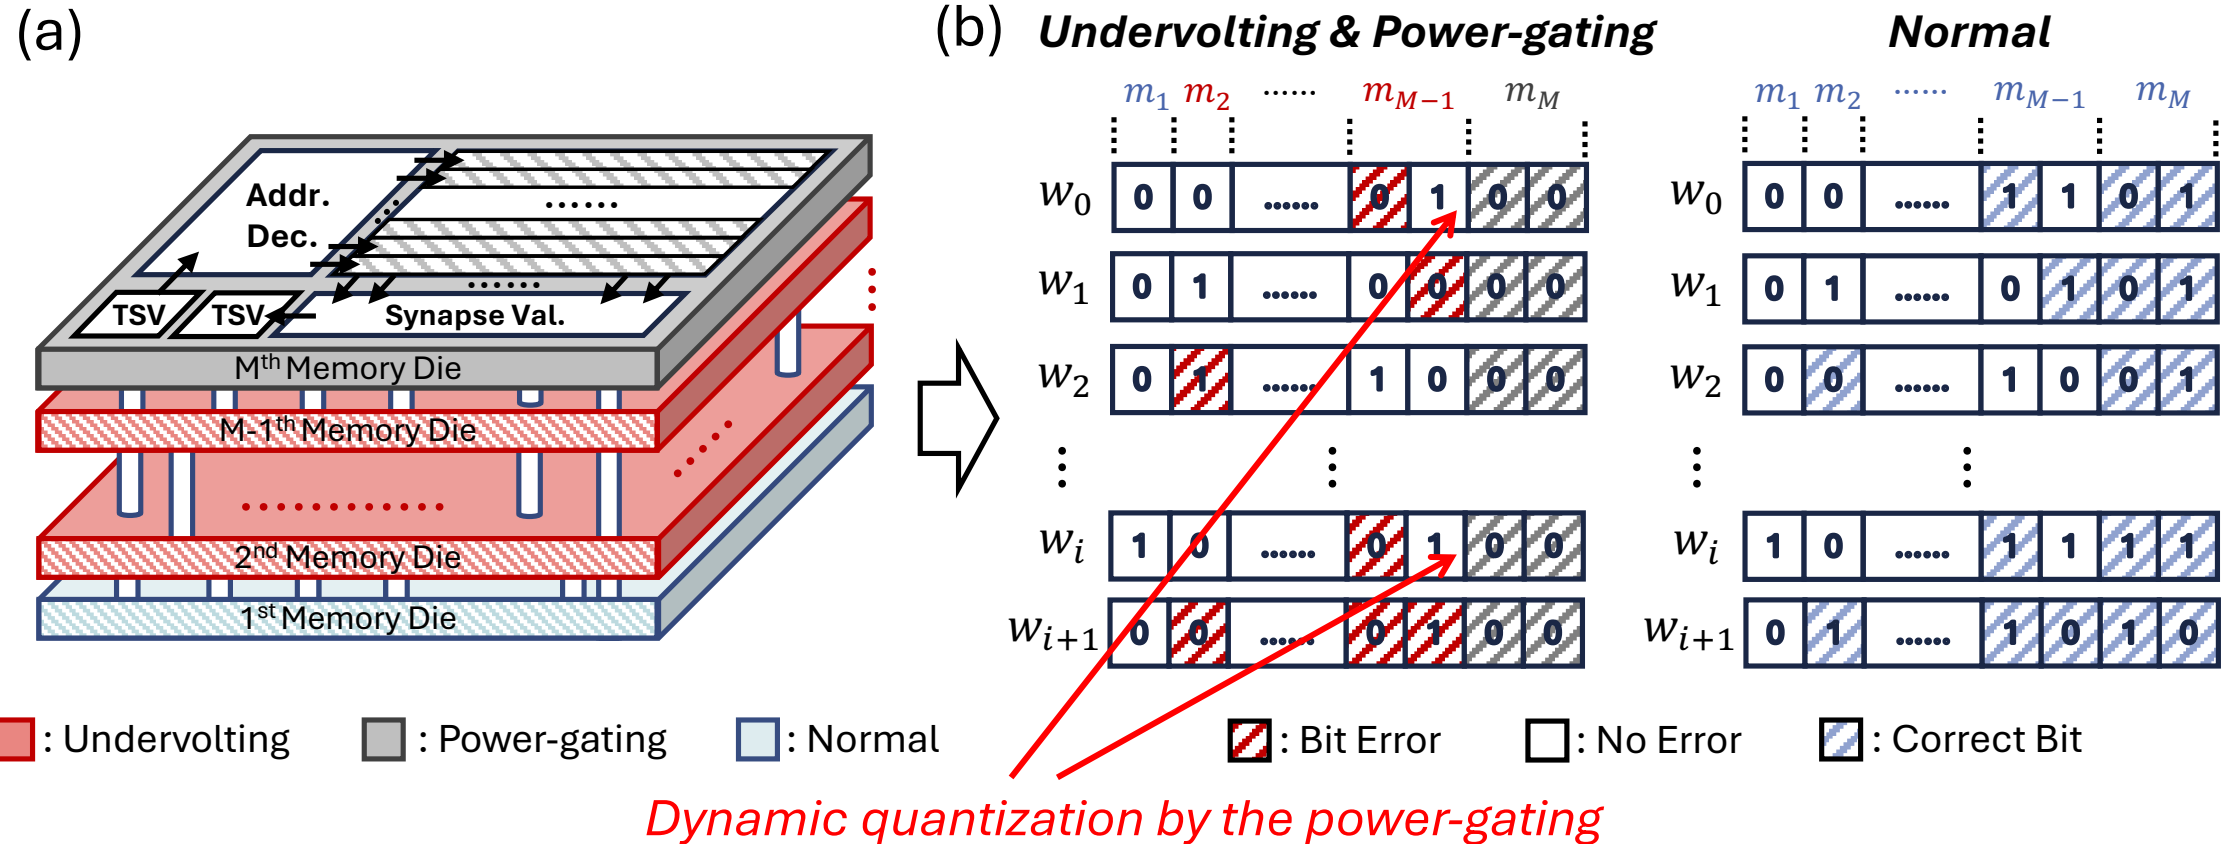 (a)
Addr.
Dec.
......
......
TSV
TSV
Synapse Val.
Mth Memory Die
M-1th Memory Die
2nd Memory Die
1st Memory Die
: Undervolting
: Power-gating
: Normal
(b)
Undervolting & Power-gating
m1 m2 ...... mM−1 mM
w0 0 0 ...... 0 1 0 0
w1 0 1 ...... 0 0 0 0
w2 0 1 ...... 1 0 0 0
wi 1 0 ...... 0 1 0 0
wi+1 0 0 ...... 0 1 0 0
Normal
m1 m2 ...... mM−1 mM
w0 0 0 ...... 1 1 0 1
w1 0 1 ...... 0 1 0 1
w2 0 0 ...... 1 0 0 1
wi 1 0 ...... 1 1 1 1
wi+1 0 1 ...... 1 0 1 0
: Bit Error
: No Error
: Correct Bit
Dynamic quantization by the power-gating